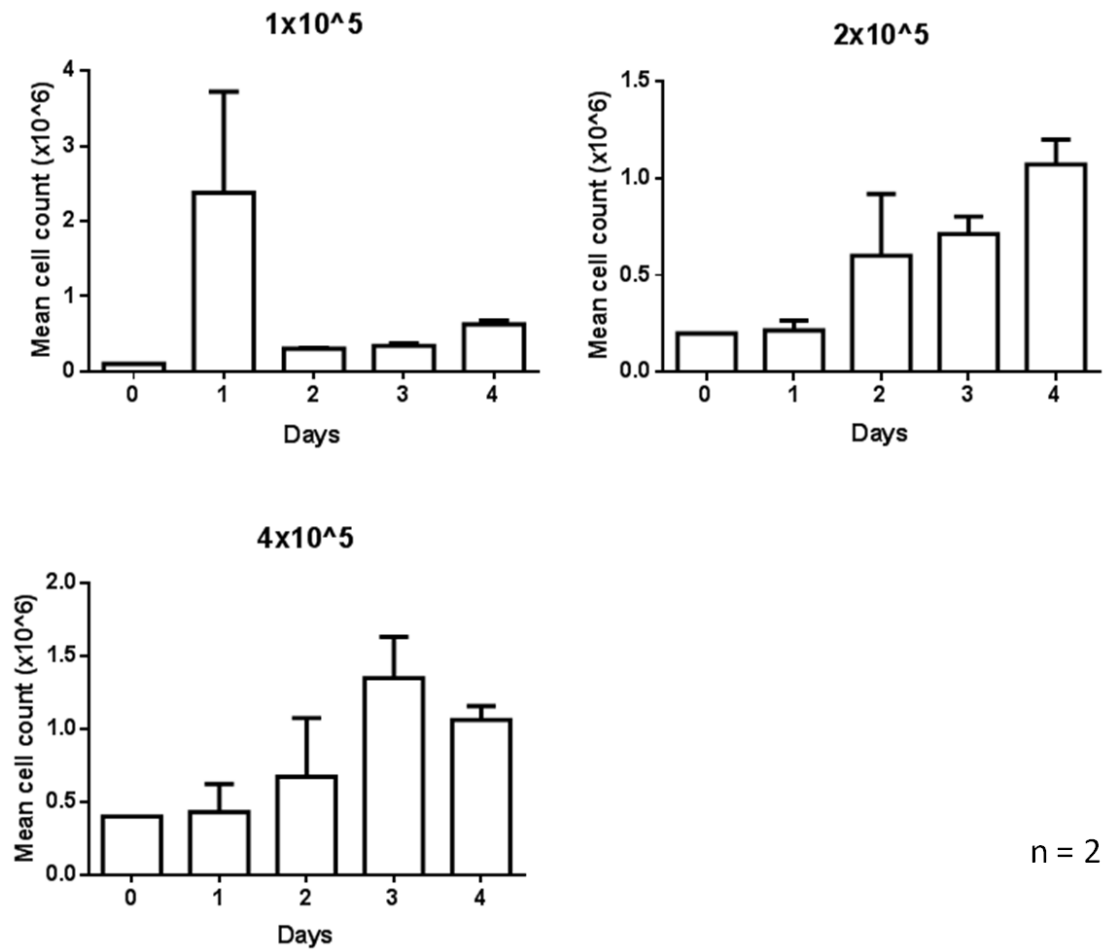 1x10^5
Mean cell count (x10^6)
4
3
2
1
0
0 1 2 3 4
Days
2x10^5
Mean cell count (x10^6)
1.5
1.0
0.5
0.0
0 1 2 3 4
Days
4x10^5
Mean cell count (x10^6)
2.0
1.5
1.0
0.5
0.0
0 1 2 3 4
Days
n = 2